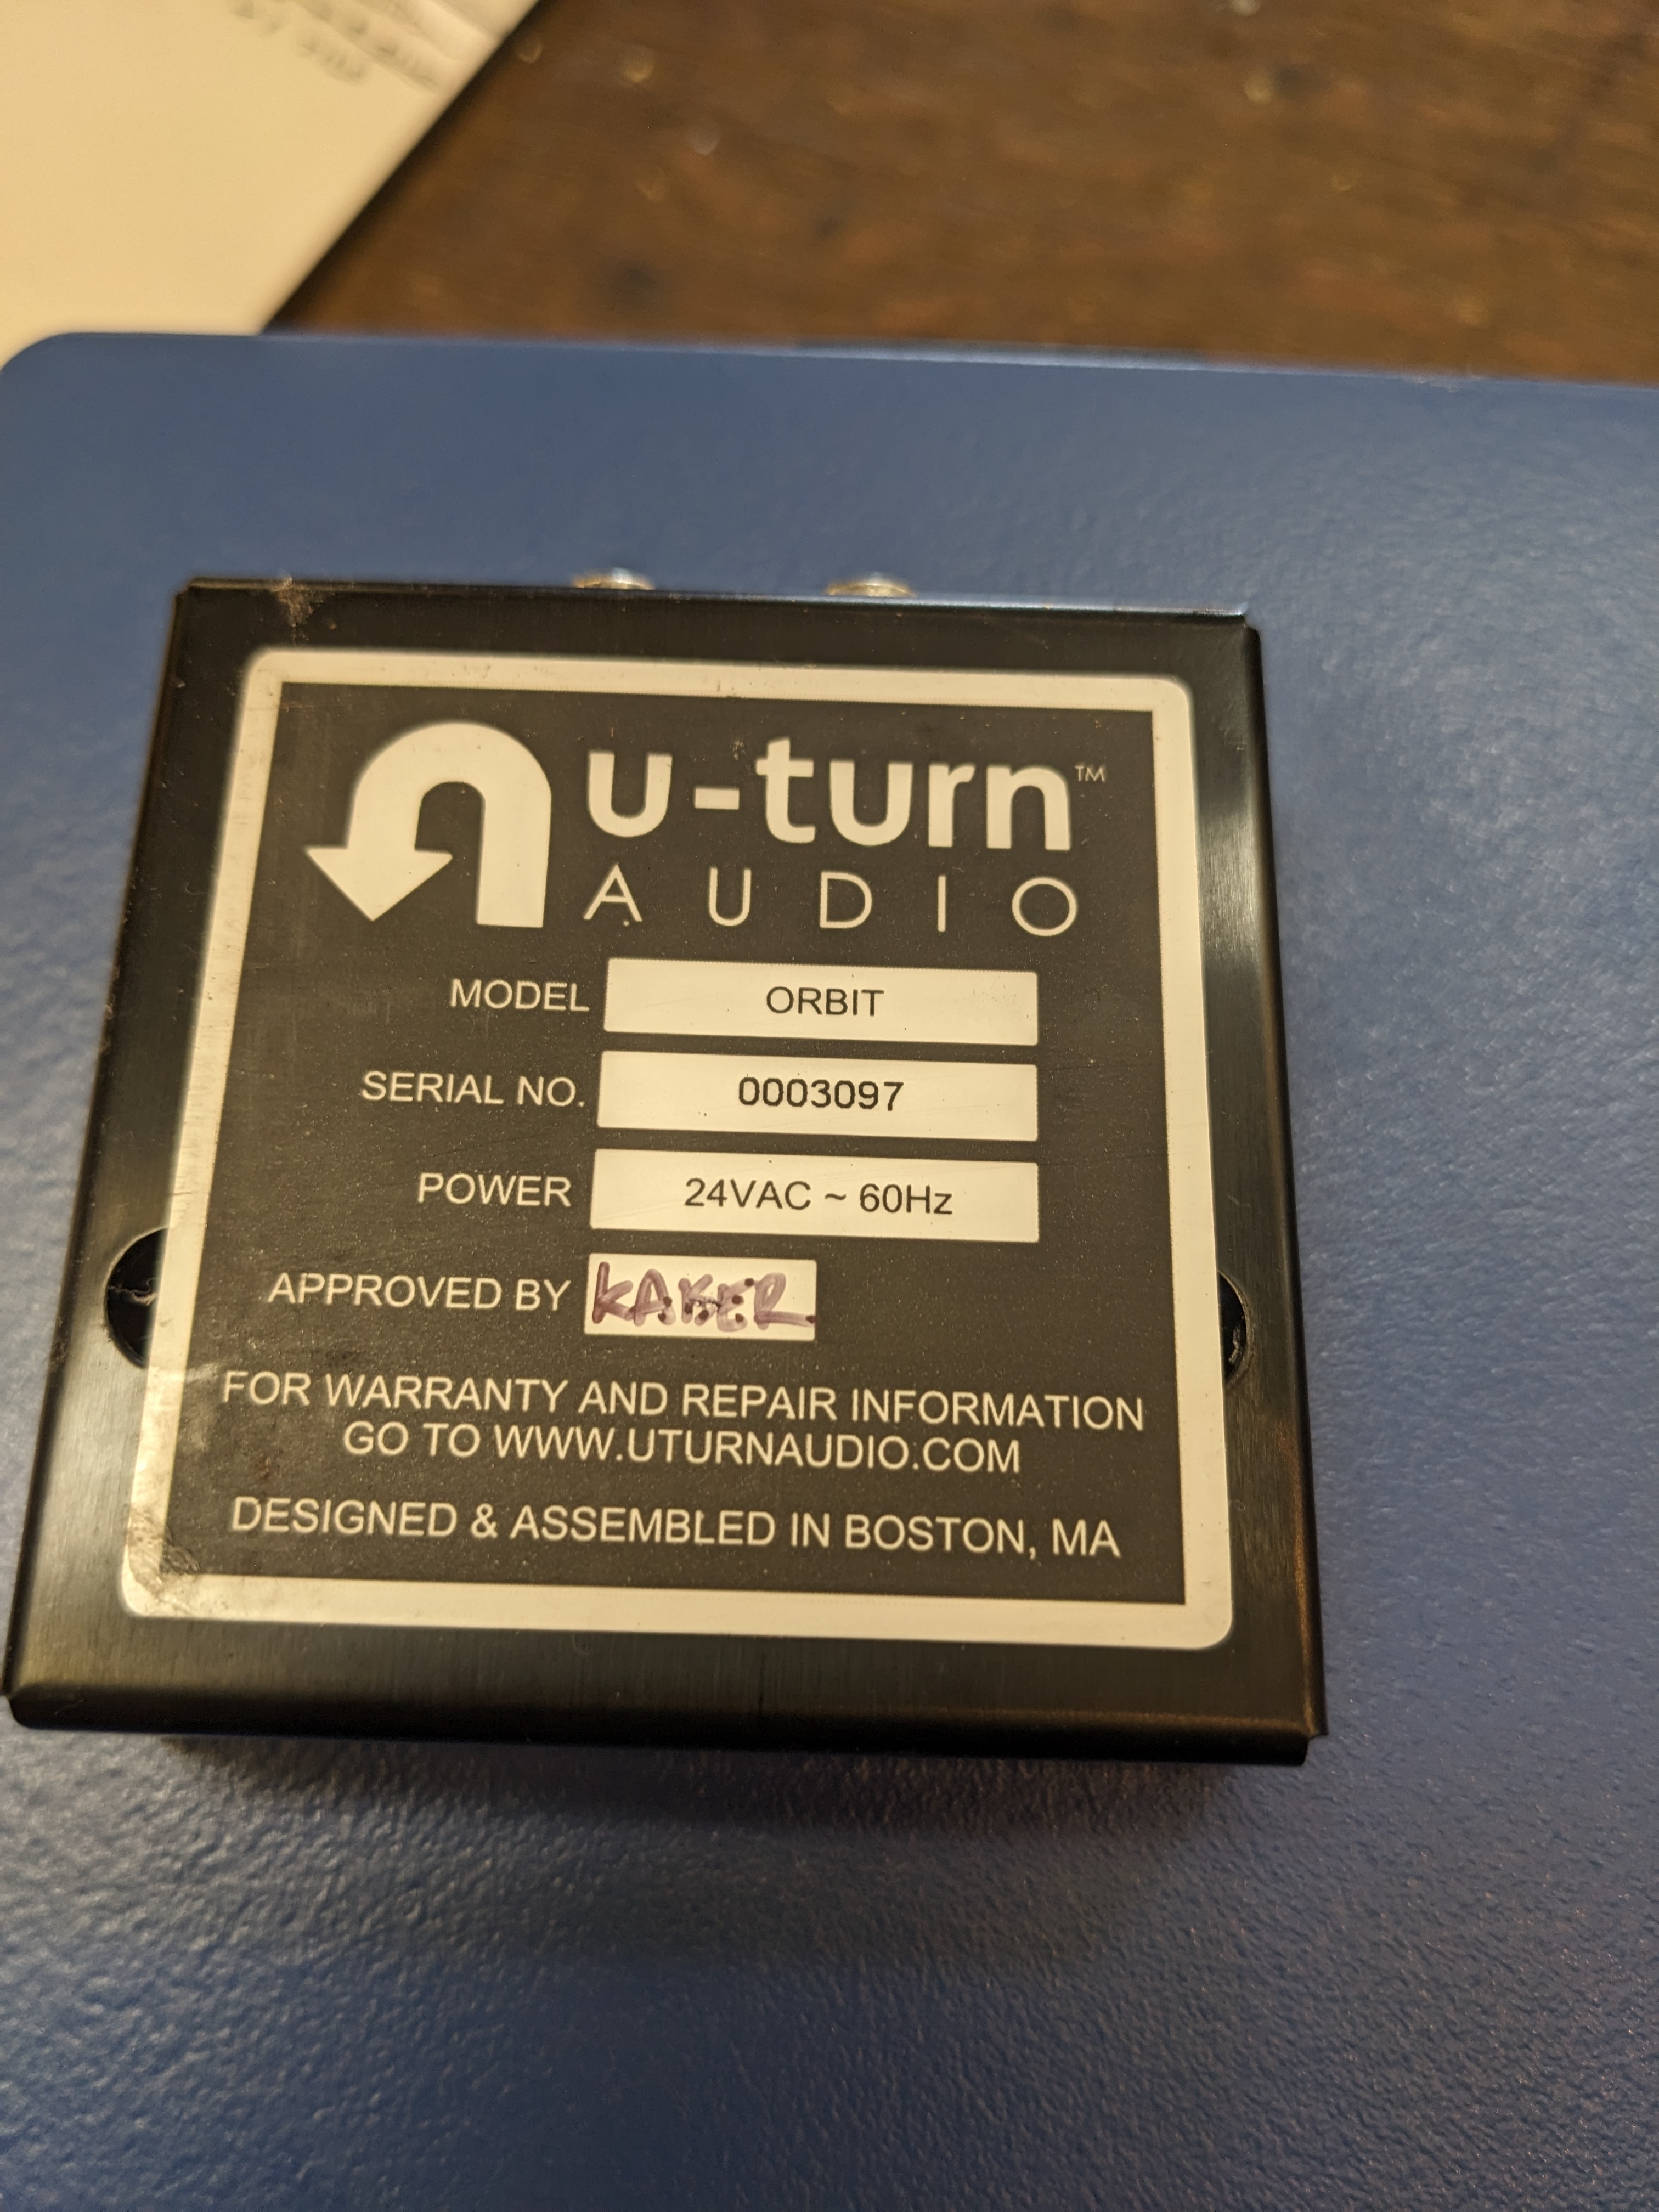 u-turn™
AUDIO
MODEL ORBIT
SERIAL NO. 0003097
POWER 24VAC ~ 60Hz
APPROVED BY
FOR WARRANTY AND REPAIR INFORMATION
GO TO WWW.UTURNAUDIO.COM
DESIGNED & ASSEMBLED IN BOSTON, MA